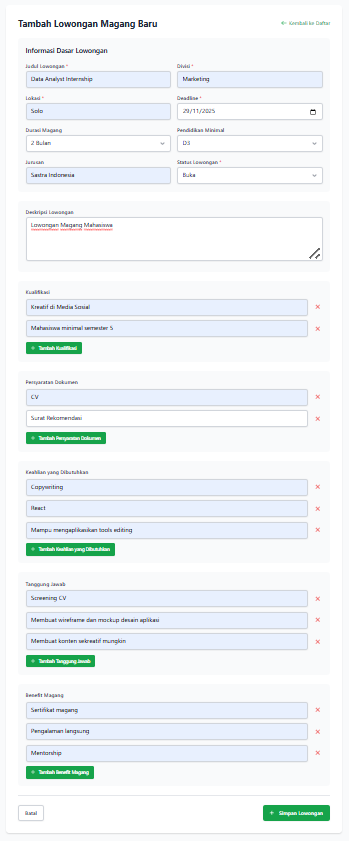 Tambah Lowongan Magang Baru
← Kembali ke Daftar
Informasi Dasar Lowongan
Judul Lowongan *
Divisi *
Data Analyst Internship
Marketing
Lokasi *
Deadline *
Solo
29/11/2025
Durasi Magang
Pendidikan Minimal
2 Bulan
D3
Jurusan
Status Lowongan *
Sastra Indonesia
Buka
Deskripsi Lowongan
Lowongan Magang Mahasiswa
Kualifikasi
Kreatif di Media Sosial
Mahasiswa minimal semester 5
+ Tambah Kualifikasi
Persyaratan Dokumen
CV
Surat Rekomendasi
+ Tambah Persyaratan Dokumen
Keahlian yang Dibutuhkan
Copywriting
React
Mampu mengaplikasikan tools editing
+ Tambah Keahlian yang Dibutuhkan
Tanggung Jawab
Screening CV
Membuat wireframe dan mockup desain aplikasi
Membuat konten sekreatif mungkin
+ Tambah Tanggung Jawab
Benefit Magang
Sertifikat magang
Pengalaman langsung
Mentorship
+ Tambah Benefit Magang
Batal
← Simpan Lowongan